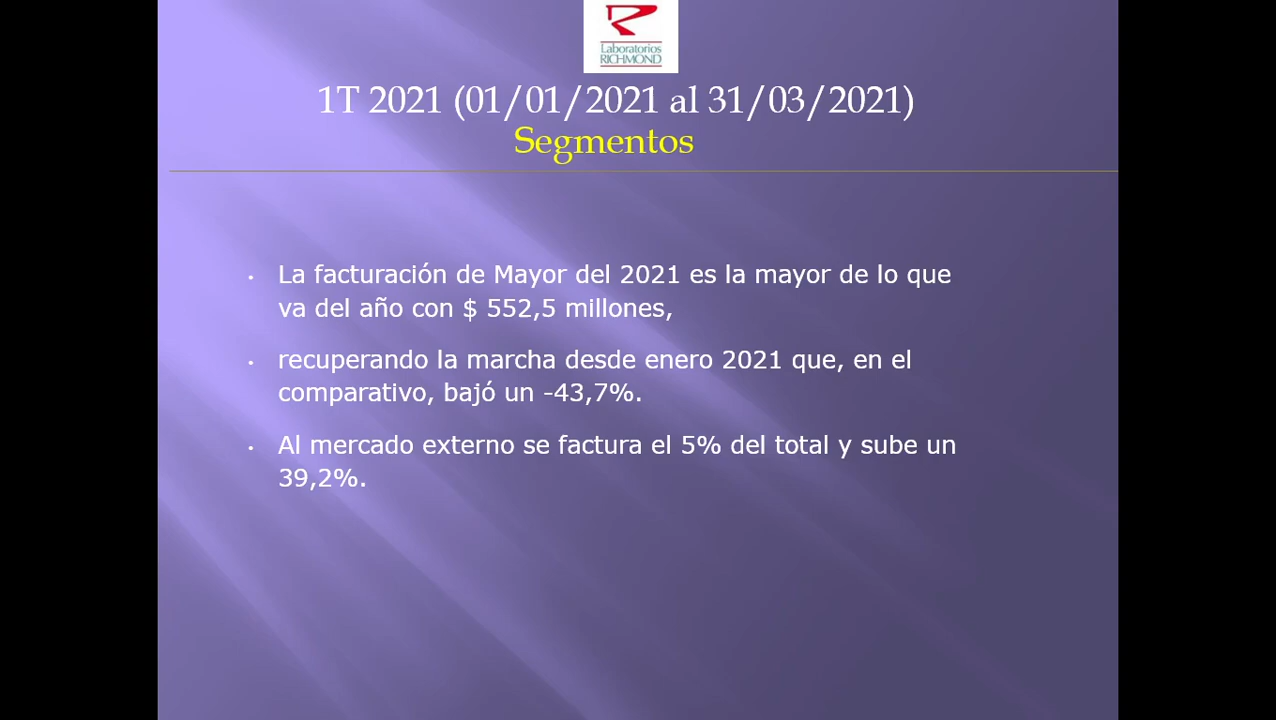 Laboratorios
RICHMOND
1T 2021 (01/01/2021 al 31/03/2021)
Segmentos
• La facturación de Mayor del 2021 es la mayor de lo que
va del año con $ 552,5 millones,
• recuperando la marcha desde enero 2021 que, en el
comparativo, bajó un -43,7%.
• Al mercado externo se factura el 5% del total y sube un
39,2%.